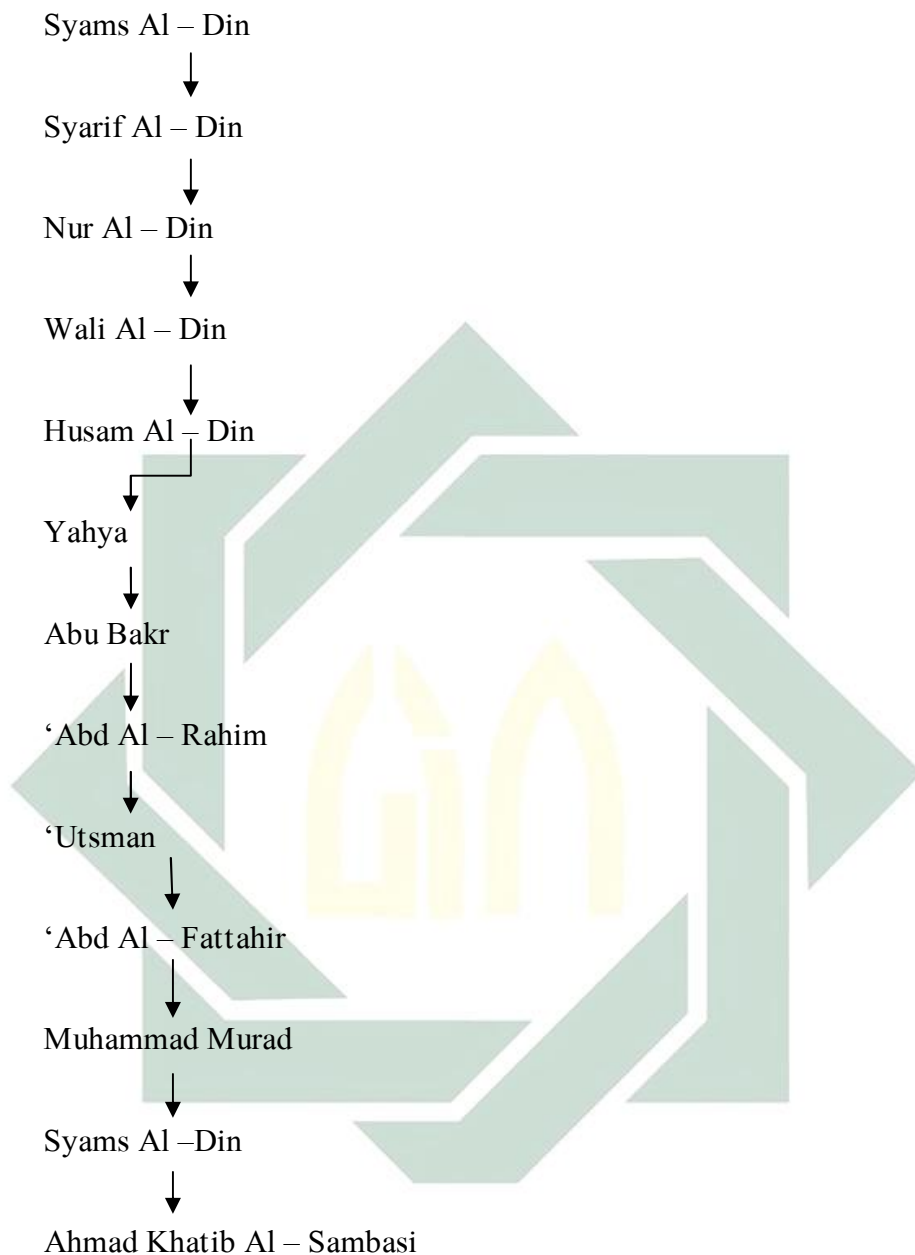 Syams Al – Din
Syarif Al – Din
Nur Al – Din
Wali Al – Din
Husam Al – Din
Yahya
Abu Bakr
‘Abd Al – Rahim
‘Utsman
‘Abd Al – Fattahir
Muhammad Murad
Syams Al –Din
Ahmad Khatib Al – Sambasi